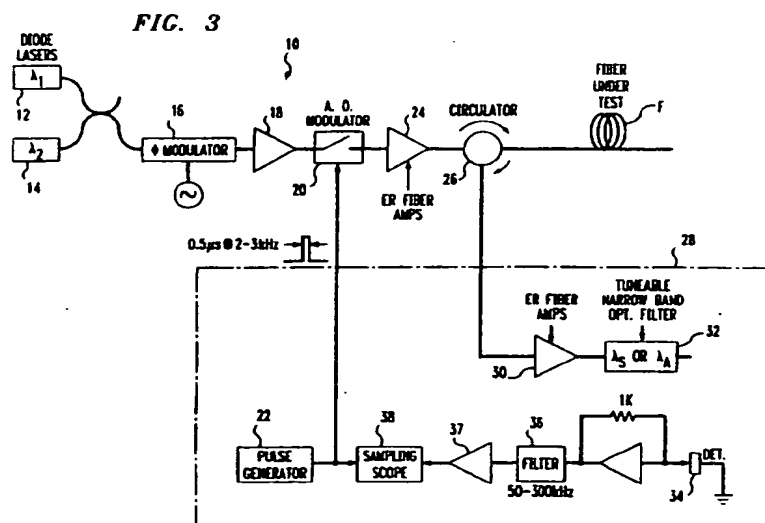 FIG. 3
DIODE
LASERS
λ1
12
λ2
14
16
Φ MODULATOR
10
18
A. O.
MODULATOR
20
24
ER FIBER
AMPS
CIRCULATOR
26
FIBER
UNDER
TEST
F
0.5μs @ 2-3kHz
28
ER FIBER
AMPS
30
TUNEABLE
NARROW BAND
OPT. FILTER
λS OR λA
32
22
PULSE
GENERATOR
38
SAMPLING
SCOPE
37
36
FILTER
50-300kHz
1K
DET.
34